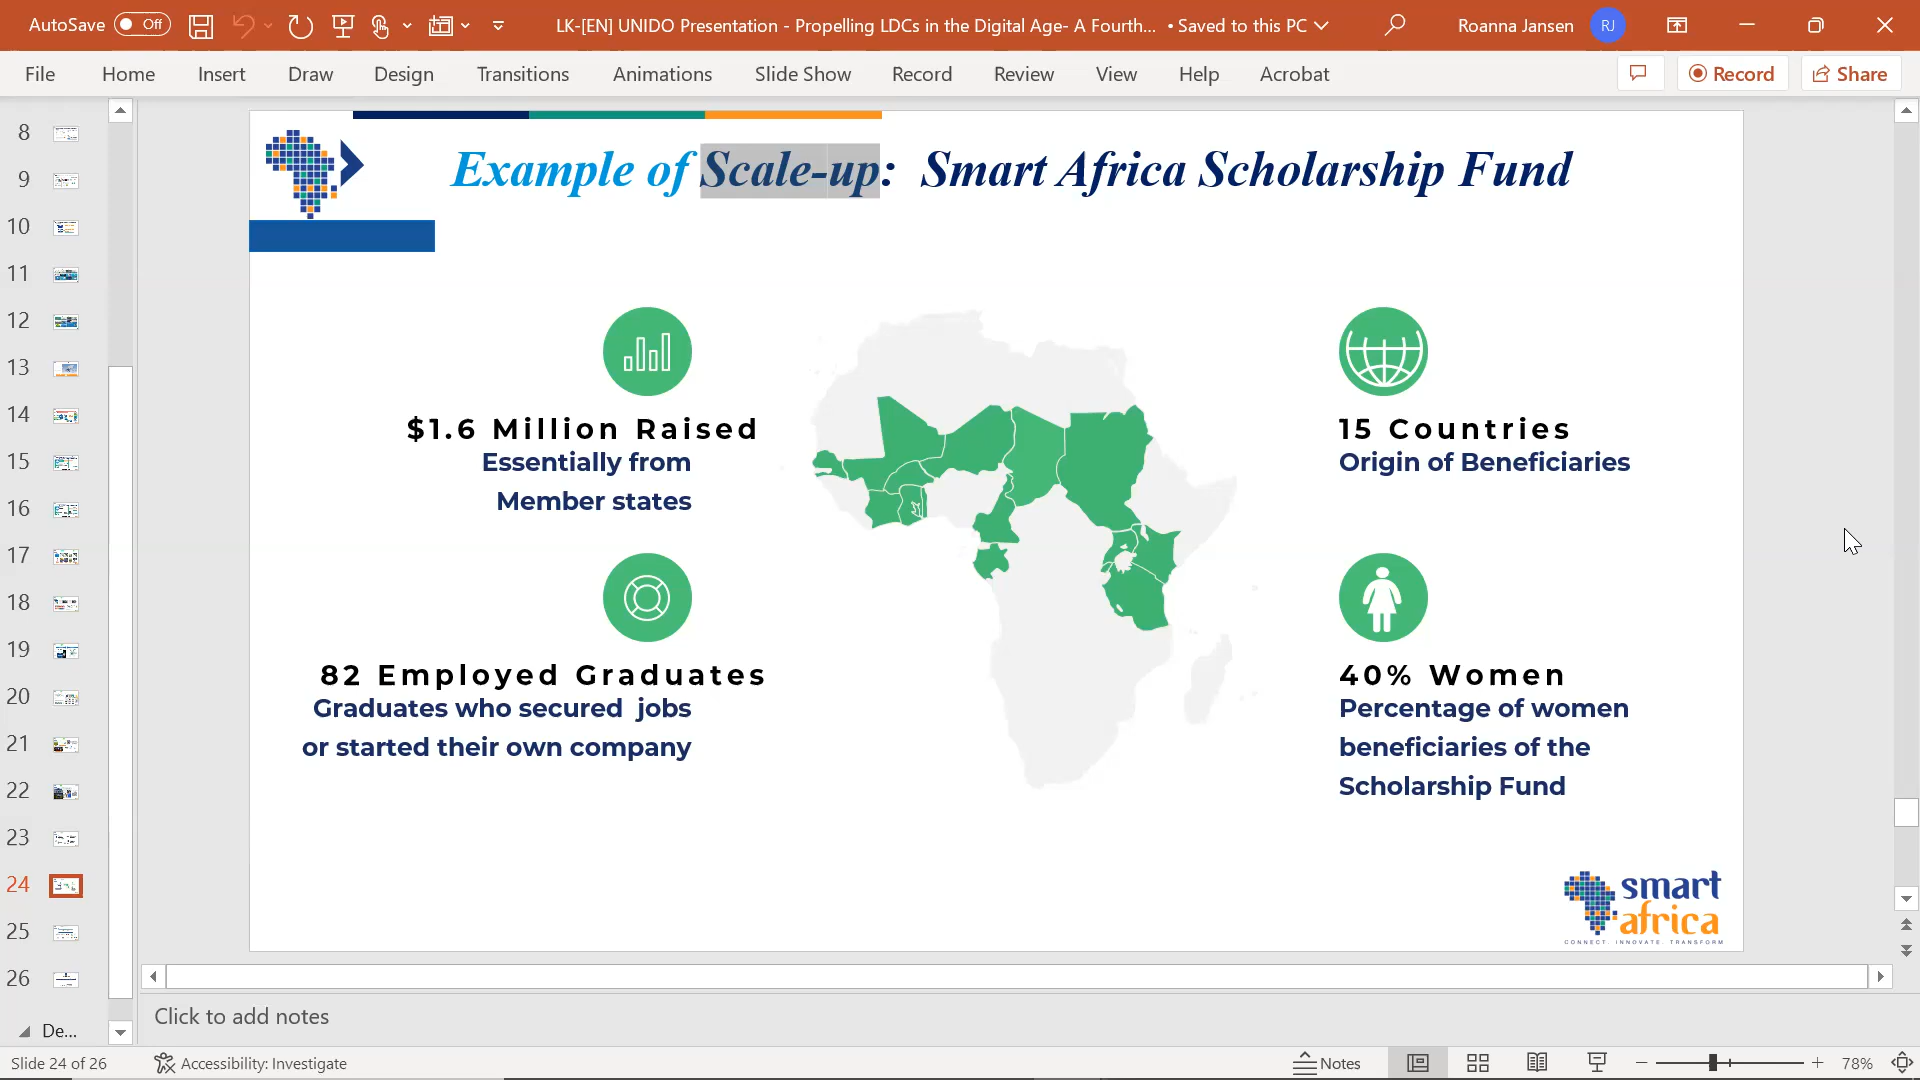 AutoSave Off
LK-[EN] UNIDO Presentation - Propelling LDCs in the Digital Age- A Fourth... • Saved to this PC
Roanna Jansen RJ
File Home Insert Draw Design Transitions Animations Slide Show Record Review View Help Acrobat
Record Share
8
9
10
11
12
13
14
15
16
17
18
19
20
21
22
23
24
25
26
De...
Example of Scale-up: Smart Africa Scholarship Fund
$1.6 Million Raised
Essentially from
Member states
15 Countries
Origin of Beneficiaries
82 Employed Graduates
Graduates who secured jobs
or started their own company
40% Women
Percentage of women
beneficiaries of the
Scholarship Fund
smart
africa
CONNECT. INNOVATE. TRANSFORM
Click to add notes
Slide 24 of 26 Accessibility: Investigate Notes 78%